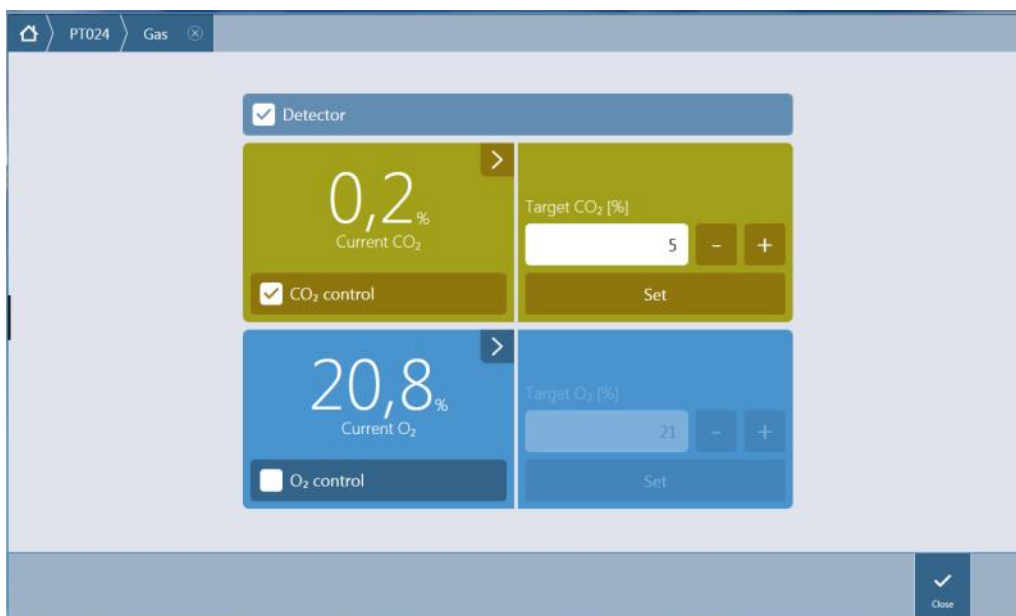 PT024 Gas
Detector
0,2 %
Current CO₂
CO₂ control
Target CO₂ [%]
5 - +
Set
20,8 %
Current O₂
O₂ control
Target O₂ [%]
21 - +
Set
Close